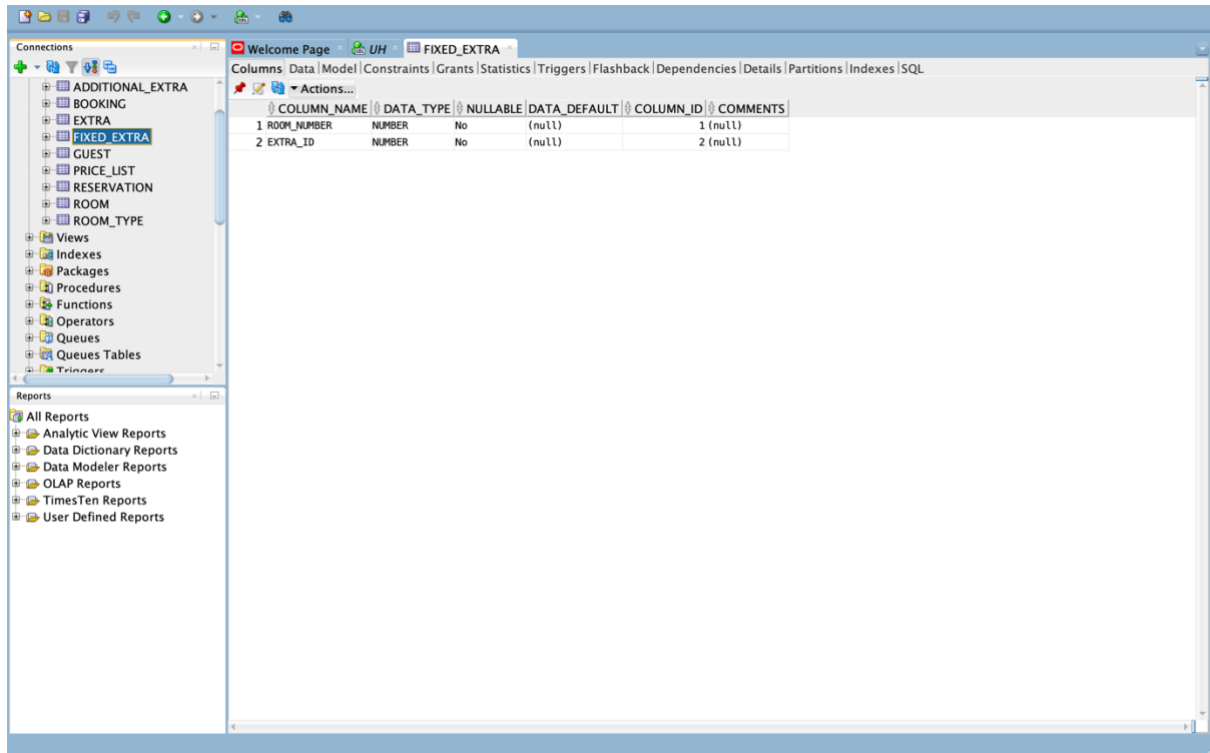 Connections
ADDITIONAL_EXTRA
BOOKING
EXTRA
FIXED_EXTRA
GUEST
PRICE_LIST
RESERVATION
ROOM
ROOM_TYPE
Views
Indexes
Packages
Procedures
Functions
Operators
Queues
Queues Tables
Triggers
Reports
All Reports
Analytic View Reports
Data Dictionary Reports
Data Modeler Reports
OLAP Reports
TimesTen Reports
User Defined Reports
Welcome Page UH FIXED_EXTRA
Columns Data Model Constraints Grants Statistics Triggers Flashback Dependencies Details Partitions Indexes SQL
Actions...
COLUMN_NAME DATA_TYPE NULLABLE DATA_DEFAULT COLUMN_ID COMMENTS
1 ROOM_NUMBER NUMBER No (null) 1 (null)
2 EXTRA_ID NUMBER No (null) 2 (null)